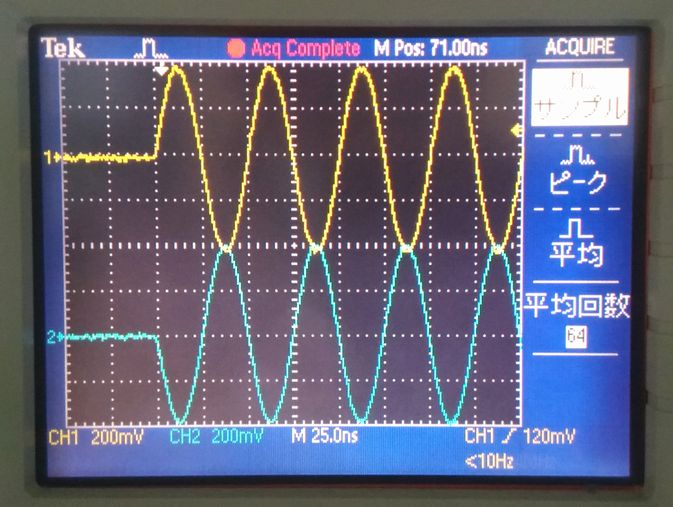 Tek Acq Complete M Pos: 71.00ns ACQUIRE
サンプル
ピーク
平均
平均回数
64
1
2
CH1 200mV CH2 200mV M 25.0ns CH1 120mV
<10Hz